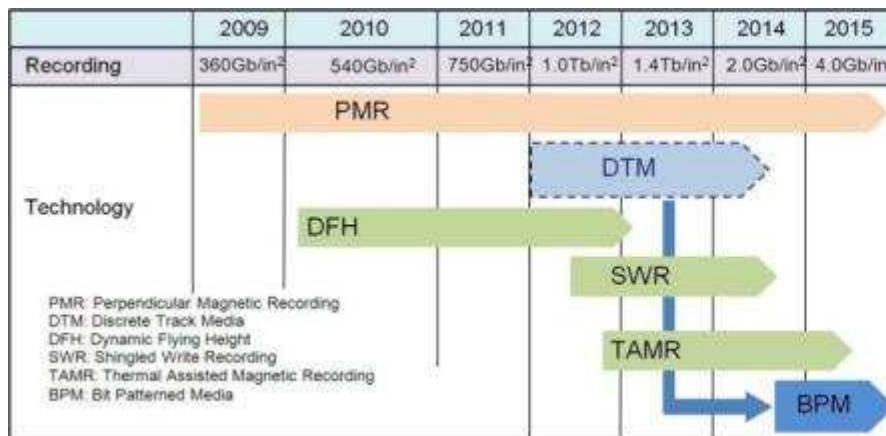 2009 2010 2011 2012 2013 2014 2015
Recording 360Gb/in² 540Gb/in² 750Gb/in² 1.0Tb/in² 1.4Tb/in² 2.0Gb/in² 4.0Gb/in
PMR
DTM
Technology
DFH
SWR
PMR: Perpendicular Magnetic Recording
DTM: Discrete Track Media
DFH: Dynamic Flying Height
SWR: Shingled Write Recording
TAMR: Thermal Assisted Magnetic Recording
BPM: Bit Patterned Media
TAMR
BPM